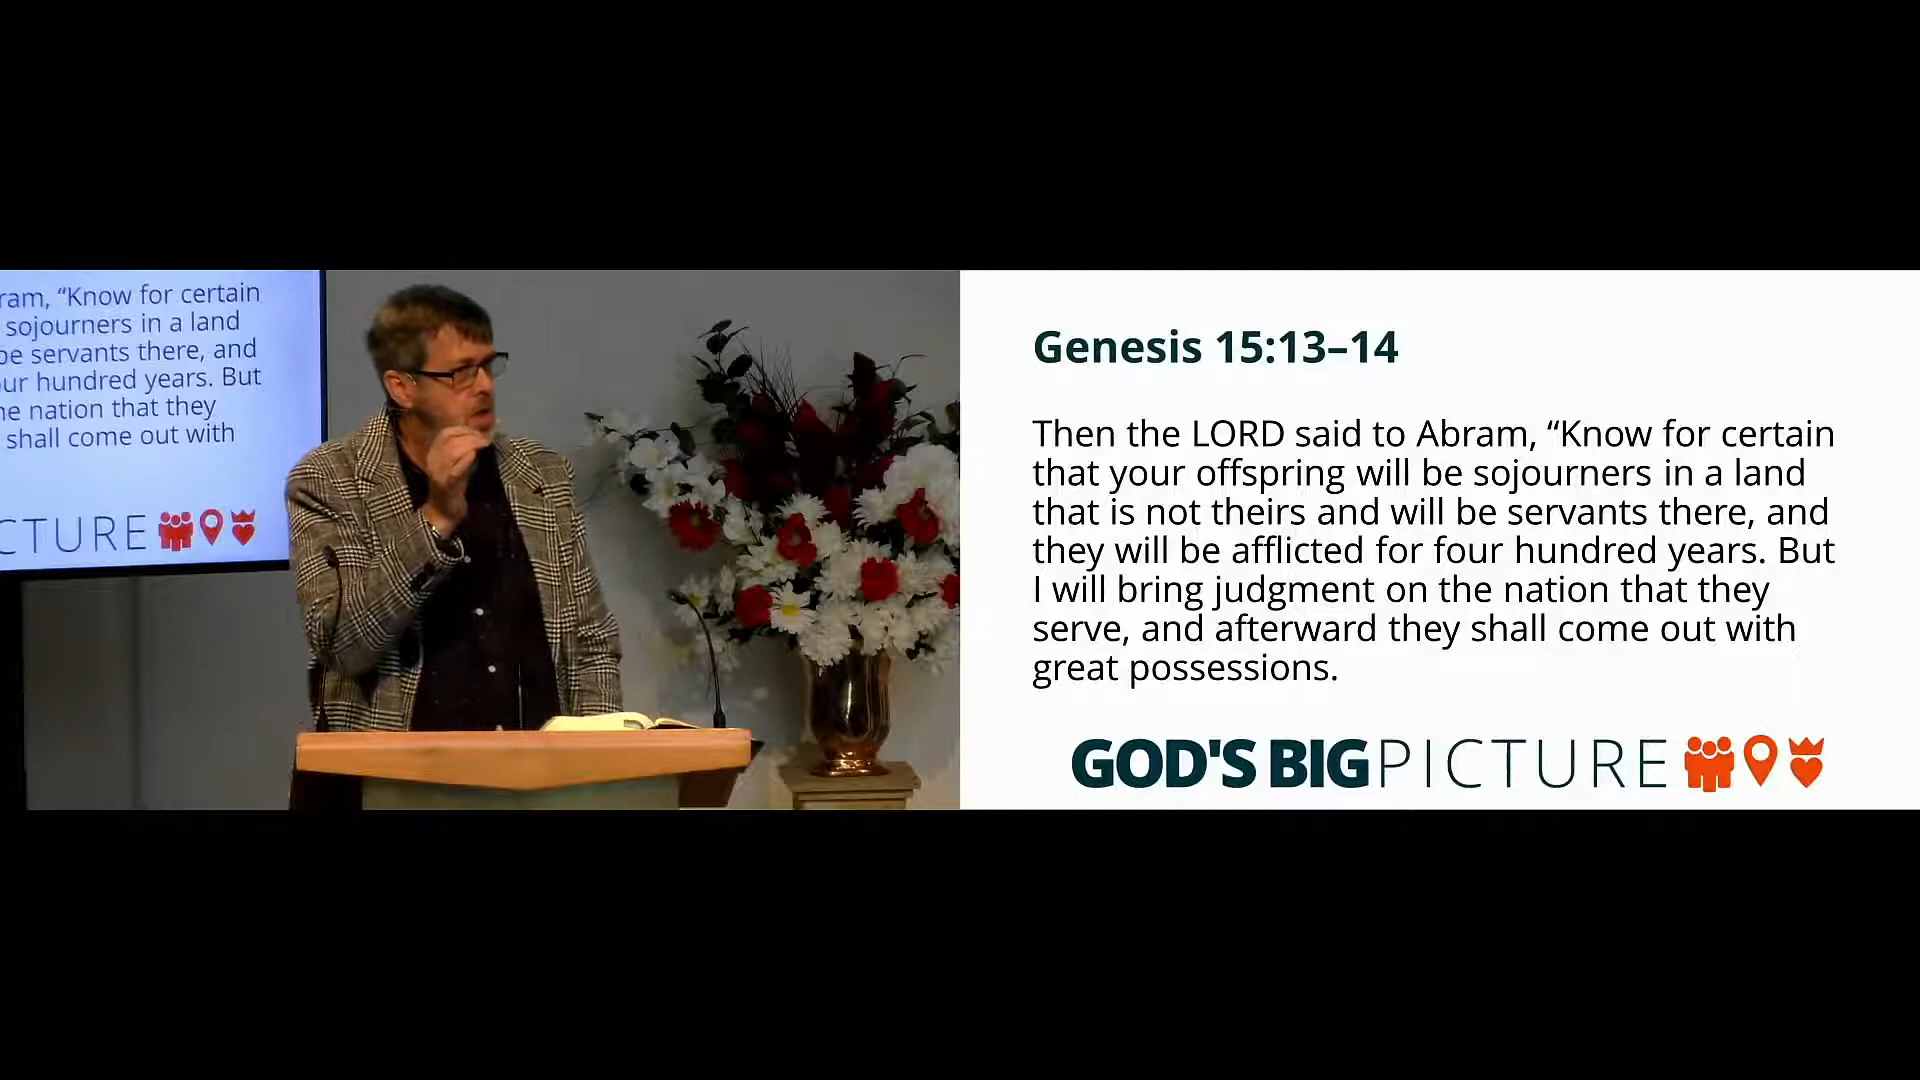 ram, “Know for certain
sojourners in a land
be servants there, and
ur hundred years. But
he nation that they
shall come out with
CTURE
Genesis 15:13–14
Then the LORD said to Abram, “Know for certain
that your offspring will be sojourners in a land
that is not theirs and will be servants there, and
they will be afflicted for four hundred years. But
I will bring judgment on the nation that they
serve, and afterward they shall come out with
great possessions.
GOD'S BIG PICTURE